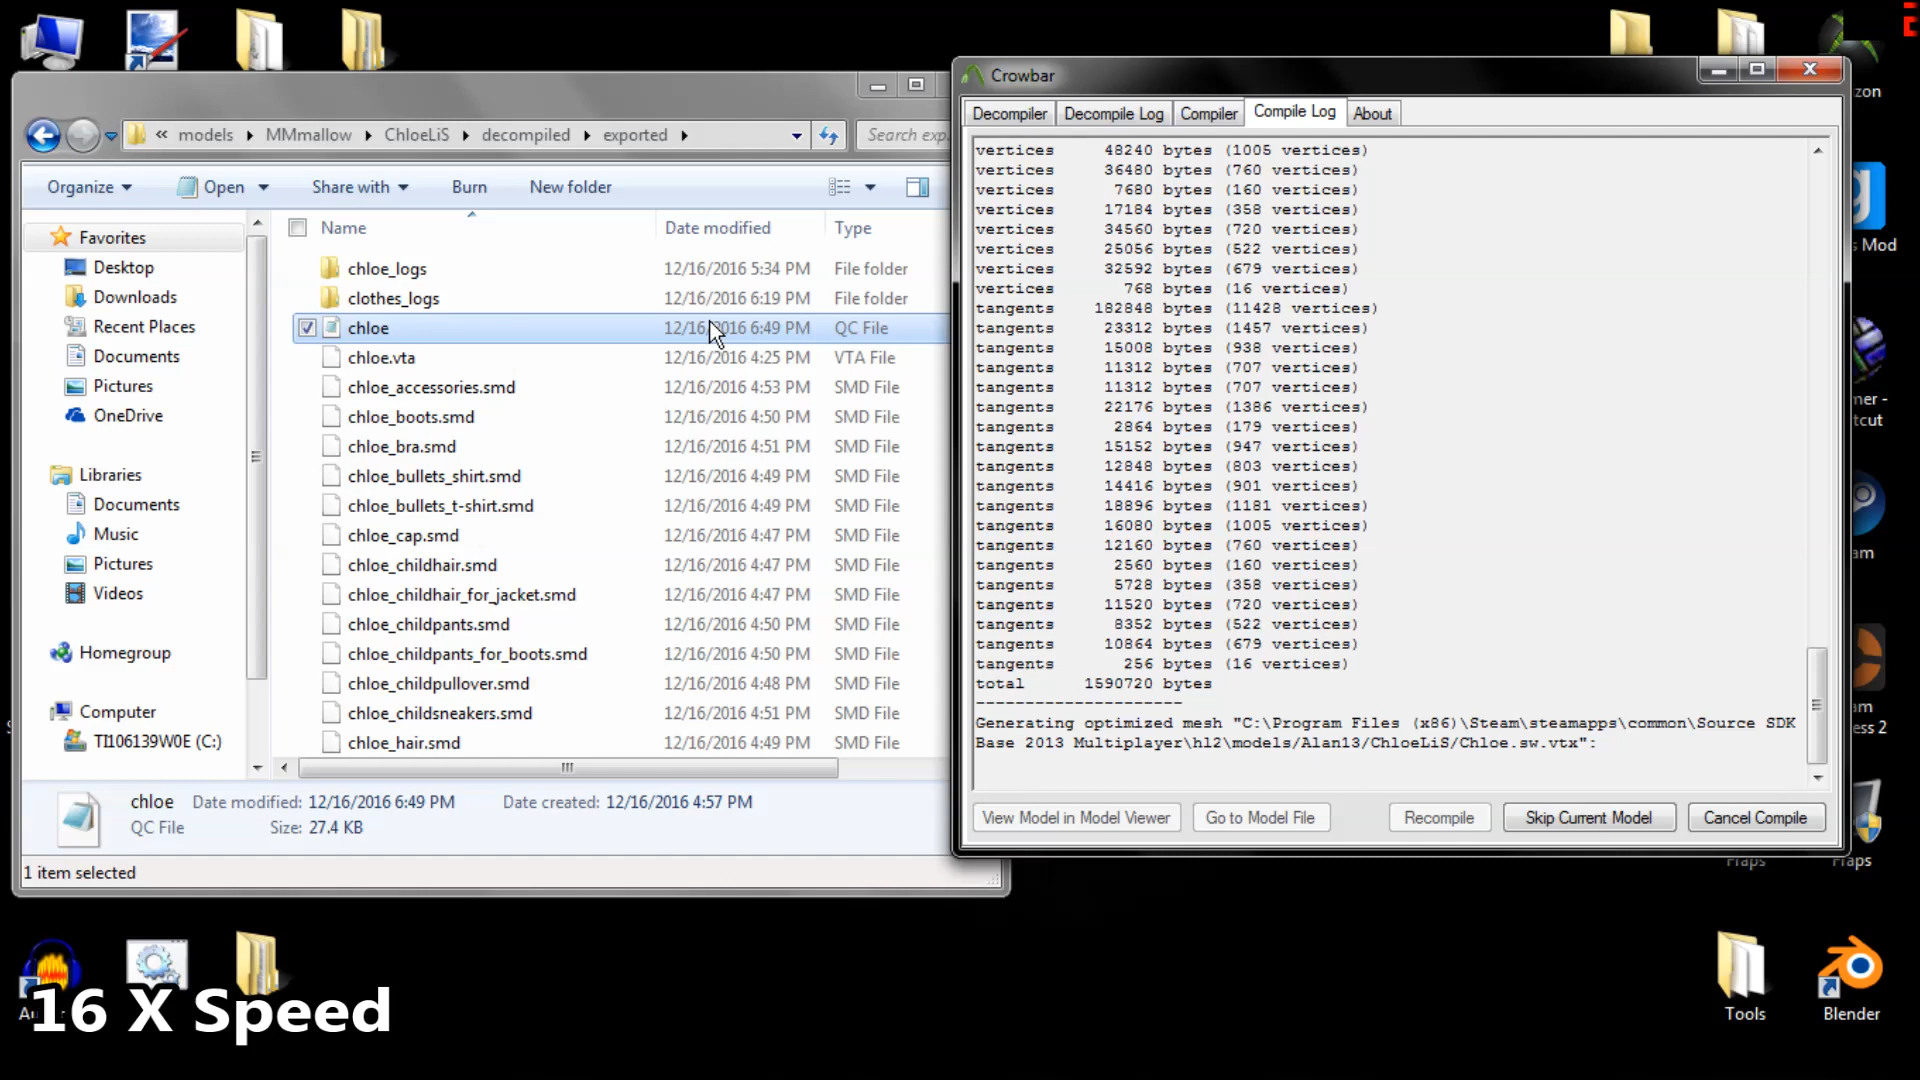 « models ▸ MMmallow ▸ ChloeLiS ▸ decompiled ▸ exported ▸
Search exp
Organize
Open
Share with
Burn
New folder
Name Date modified Type
Favorites
Desktop
Downloads
Recent Places
Documents
Pictures
OneDrive
Libraries
Documents
Music
Pictures
Videos
Homegroup
Computer
TI106139W0E (C:)
chloe_logs 12/16/2016 5:34 PM File folder
clothes_logs 12/16/2016 6:19 PM File folder
chloe 12/16/2016 6:49 PM QC File
chloe.vta 12/16/2016 4:25 PM VTA File
chloe_accessories.smd 12/16/2016 4:53 PM SMD File
chloe_boots.smd 12/16/2016 4:50 PM SMD File
chloe_bra.smd 12/16/2016 4:51 PM SMD File
chloe_bullets_shirt.smd 12/16/2016 4:49 PM SMD File
chloe_bullets_t-shirt.smd 12/16/2016 4:49 PM SMD File
chloe_cap.smd 12/16/2016 4:47 PM SMD File
chloe_childhair.smd 12/16/2016 4:47 PM SMD File
chloe_childhair_for_jacket.smd 12/16/2016 4:47 PM SMD File
chloe_childpants.smd 12/16/2016 4:50 PM SMD File
chloe_childpants_for_boots.smd 12/16/2016 4:50 PM SMD File
chloe_childpullover.smd 12/16/2016 4:48 PM SMD File
chloe_childsneakers.smd 12/16/2016 4:51 PM SMD File
chloe_hair.smd 12/16/2016 4:49 PM SMD File
chloe Date modified: 12/16/2016 6:49 PM Date created: 12/16/2016 4:57 PM
QC File Size: 27.4 KB
1 item selected
Crowbar
Decompiler Decompile Log Compiler Compile Log About
vertices 48240 bytes (1005 vertices)
vertices 36480 bytes (760 vertices)
vertices 7680 bytes (160 vertices)
vertices 17184 bytes (358 vertices)
vertices 34560 bytes (720 vertices)
vertices 25056 bytes (522 vertices)
vertices 32592 bytes (679 vertices)
vertices 768 bytes (16 vertices)
tangents 182848 bytes (11428 vertices)
tangents 23312 bytes (1457 vertices)
tangents 15008 bytes (938 vertices)
tangents 11312 bytes (707 vertices)
tangents 11312 bytes (707 vertices)
tangents 22176 bytes (1386 vertices)
tangents 2864 bytes (179 vertices)
tangents 15152 bytes (947 vertices)
tangents 12848 bytes (803 vertices)
tangents 14416 bytes (901 vertices)
tangents 18896 bytes (1181 vertices)
tangents 16080 bytes (1005 vertices)
tangents 12160 bytes (760 vertices)
tangents 2560 bytes (160 vertices)
tangents 5728 bytes (358 vertices)
tangents 11520 bytes (720 vertices)
tangents 8352 bytes (522 vertices)
tangents 10864 bytes (679 vertices)
tangents 256 bytes (16 vertices)
total 1590720 bytes
---------------------
Generating optimized mesh "C:\Program Files (x86)\Steam\steamapps\common\Source SDK
Base 2013 Multiplayer\hl2\models/Alan13/ChloeLiS/Chloe.sw.vtx":
View Model in Model Viewer
Go to Model File
Recompile
Skip Current Model
Cancel Compile
zon
s Mod
mer -
tcut
am
am
ess 2
Fraps
Fraps
Tools
Blender
Au
16 X Speed